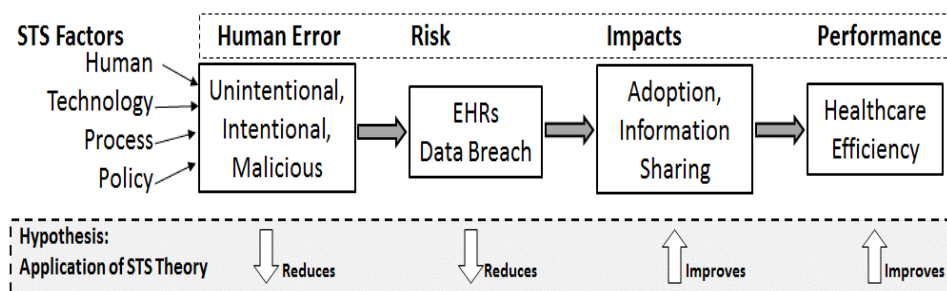 STS Factors
Human Error
Risk
Impacts
Performance
Human
Technology
Process
Policy
Unintentional,
Intentional,
Malicious
EHRs
Data Breach
Adoption,
Information
Sharing
Healthcare
Efficiency
Hypothesis:
Application of STS Theory
Reduces
Reduces
Improves
Improves